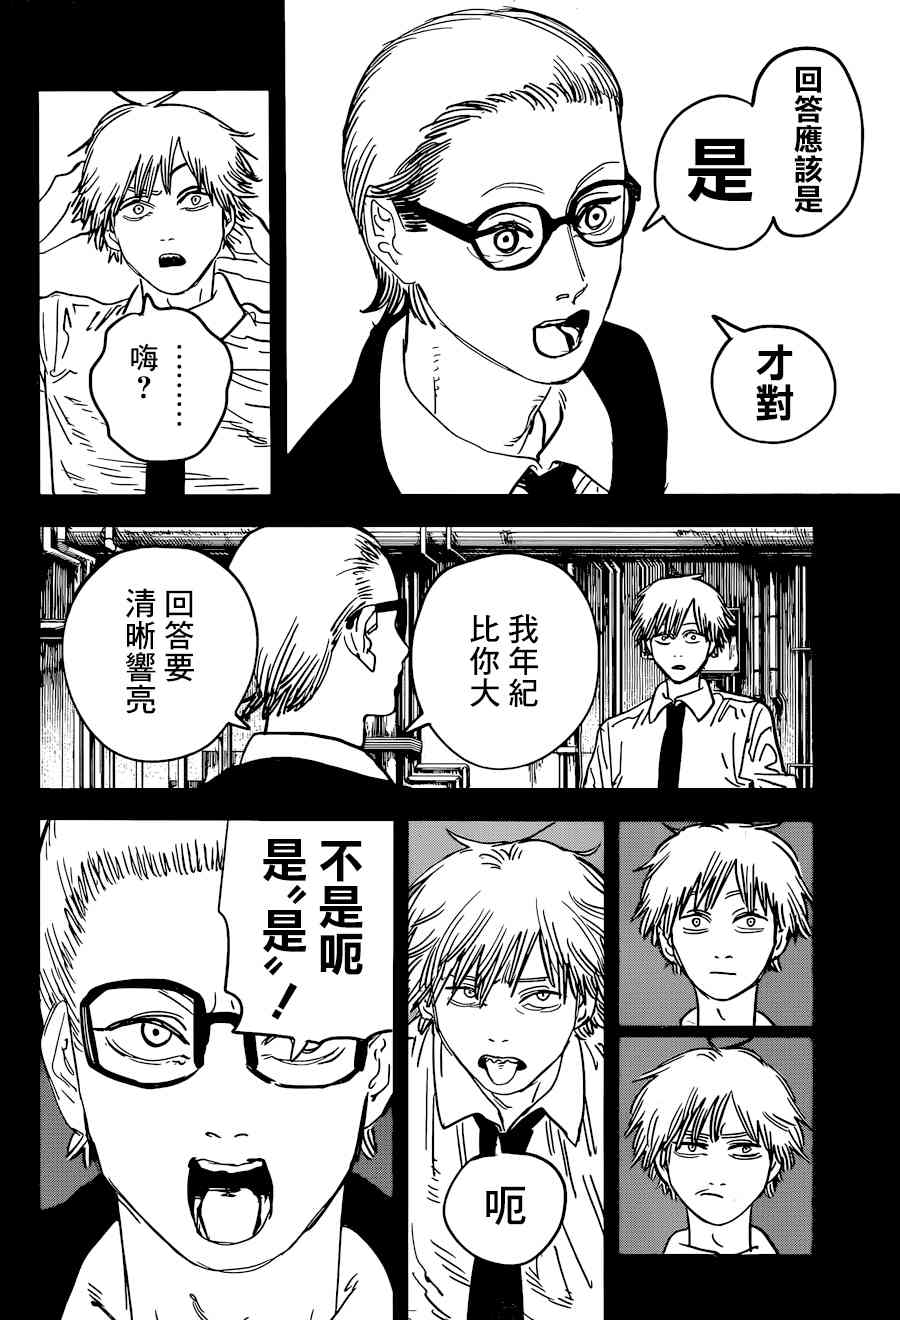 回答應該是
是
才對
……… 
嗨?
我年紀
比你大
回答要
清晰響亮
呃
不是呃
是〝是〞!